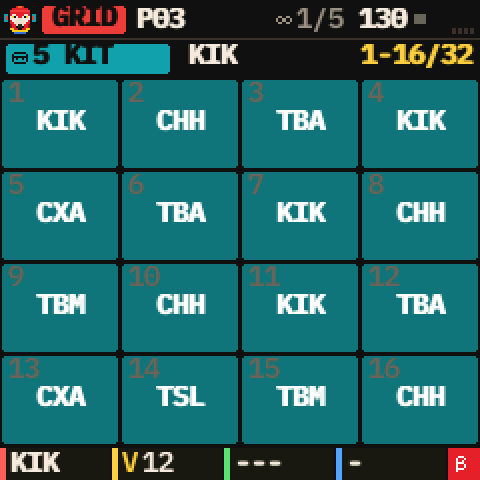 GRID P03 ∞1/5 130
5 KIT KIK 1-16/32
1 2 3 4
KIK CHH TBA KIK
5 6 7 8
CXA TBA KIK CHH
9 10 11 12
TBM CHH KIK TBA
13 14 15 16
CXA TSL TBM CHH
KIK V12 --- - β